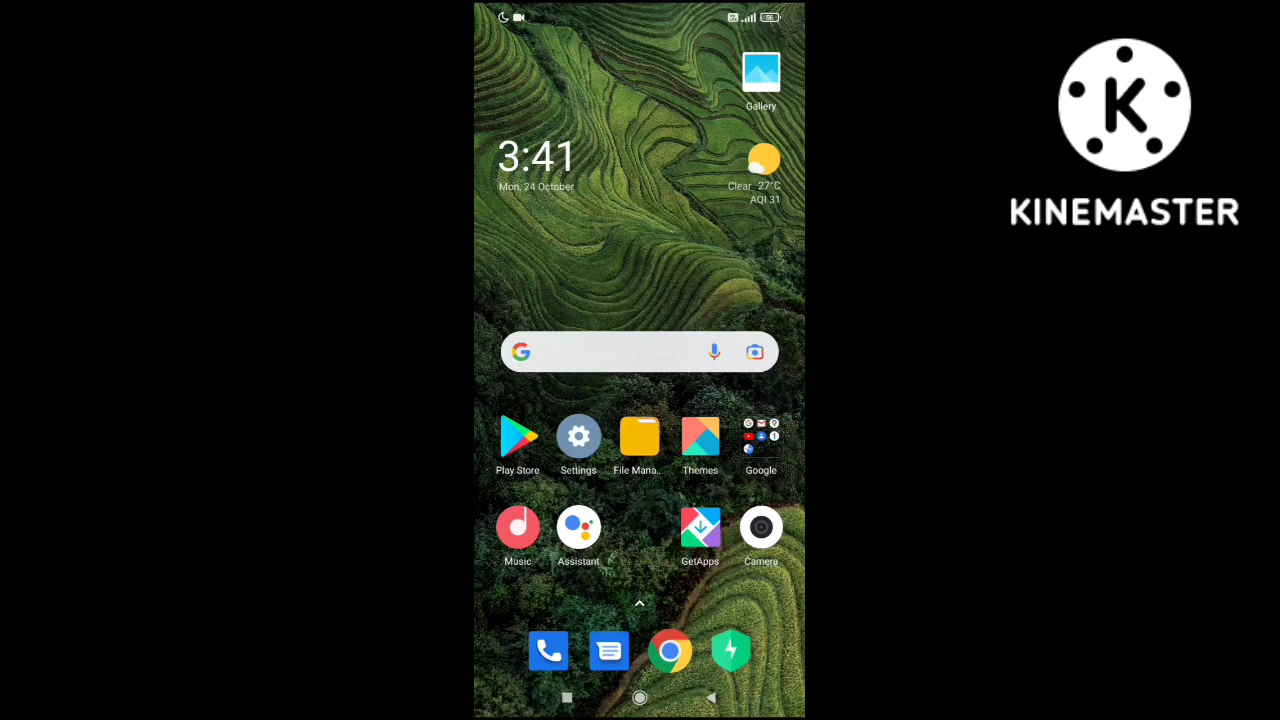 56
Gallery
3:41
Mon, 24 October
Clear 27°C
AQI 31
Play Store
Settings
File Mana..
Themes
Google
Music
Assistant
GetApps
Camera
K
KINEMASTER